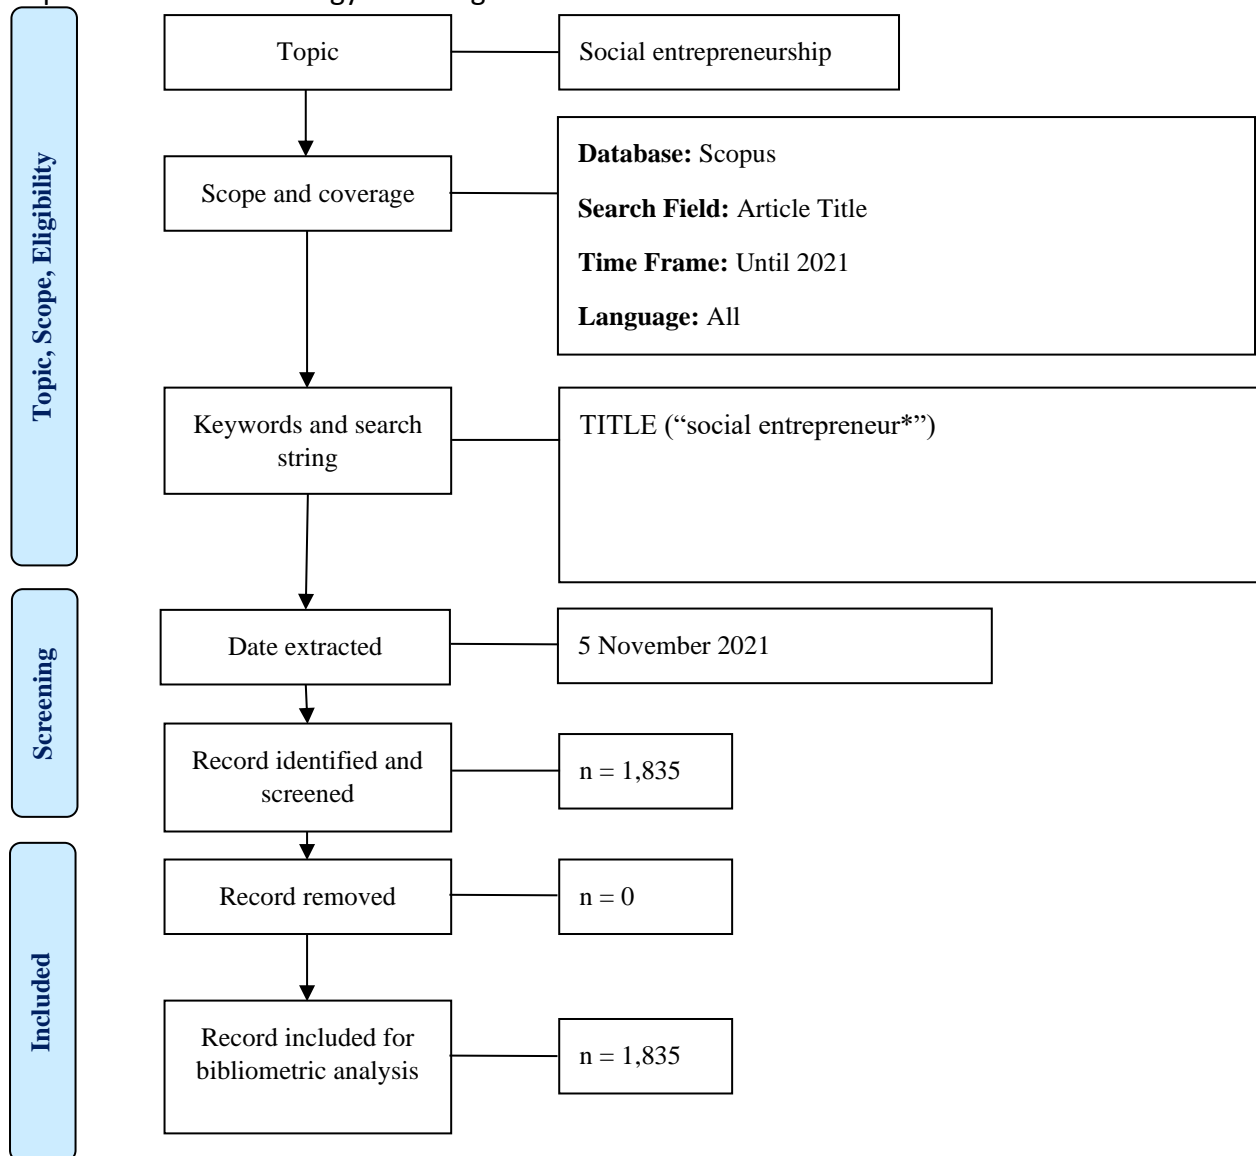 Topic
Social entrepreneurship
Scope and coverage
Database: Scopus
Search Field: Article Title
Time Frame: Until 2021
Language: All
Keywords and search
string
TITLE (“social entrepreneur*”)
Topic, Scope, Eligibility
Date extracted
5 November 2021
Record identified and
screened
n = 1,835
Screening
Record removed
n = 0
Record included for
bibliometric analysis
n = 1,835
Included